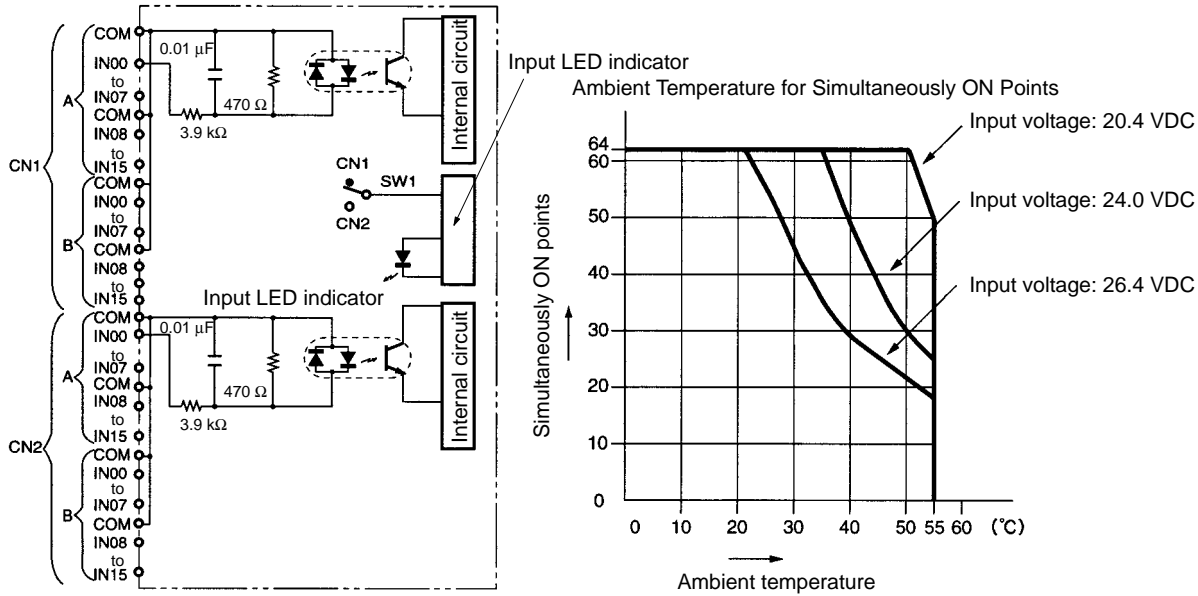 COM
IN00
to
IN07
COM
IN08
to
IN15
COM
IN00
to
IN07
COM
IN08
to
IN15
A
B
CN1
COM
IN00
to
IN07
COM
IN08
to
IN15
COM
IN00
to
IN07
COM
IN08
to
IN15
A
B
CN2
0.01 µF
470 Ω
3.9 kΩ
Internal circuit
CN1
SW1
CN2
Input LED indicator
Input LED indicator
0.01 µF
470 Ω
3.9 kΩ
Internal circuit
Ambient Temperature for Simultaneously ON Points
Input voltage: 20.4 VDC
Input voltage: 24.0 VDC
Input voltage: 26.4 VDC
Simultaneously ON points
64
60
50
40
30
20
10
0
0 10 20 30 40 50 55 60 (°C)
Ambient temperature